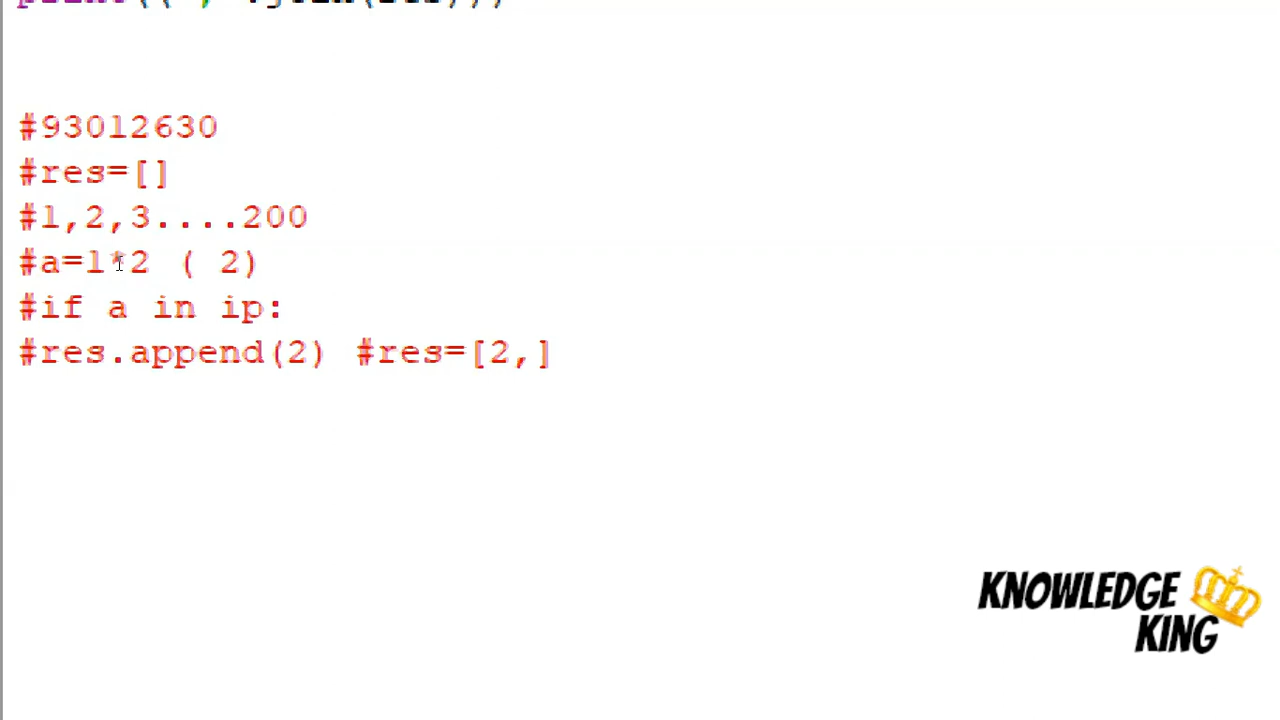 #93012630
#res=[]
#1,2,3....200
#a=1*2 ( 2)
#if a in ip:
#res.append(2) #res=[2,]
KNOWLEDGE
KING